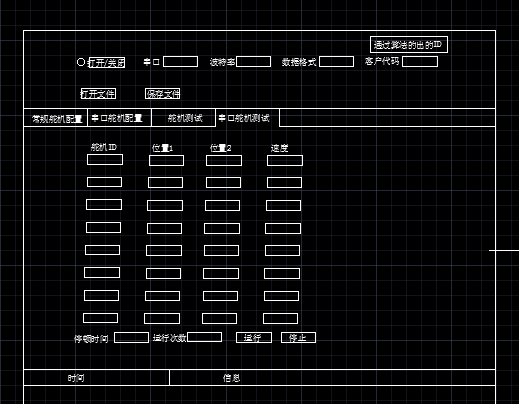 通过算法的出的ID
打开/关闭 串口 波特率 数据格式 客户代码
打开文件 保存文件
常规舵机配置 串口舵机配置 舵机测试 串口舵机测试
舵机ID 位置1 位置2 速度
停顿时间 运行次数 运行 停止
时间 信息